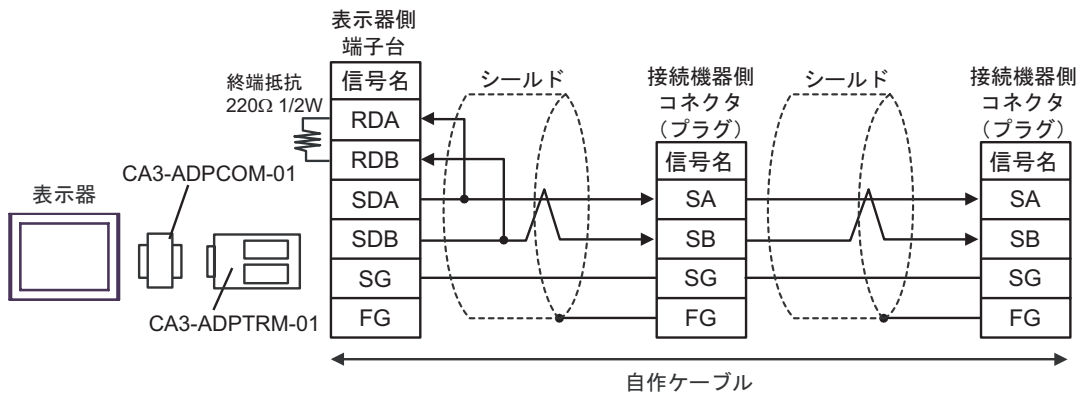 表示器側
端子台
終端抵抗
220Ω 1/2W
信号名
RDA
RDB
SDA
SDB
SG
FG
表示器
CA3-ADPCOM-01
CA3-ADPTRM-01
シールド
接続機器側
コネクタ
(プラグ)
信号名
SA
SB
SG
FG
シールド
接続機器側
コネクタ
(プラグ)
信号名
SA
SB
SG
FG
自作ケーブル